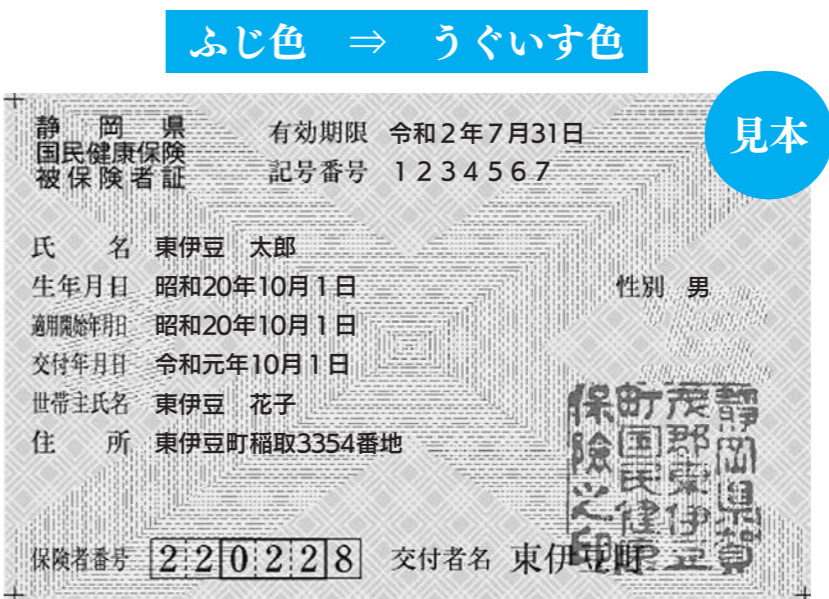 ふじ色 ⇒ うぐいす色
見本
静岡県
国民健康保険
被保険者証
有効期限 令和2年7月31日
記号番号 1234567
氏名 東伊豆 太郎
生年月日 昭和20年10月1日
性別 男
適用開始年月日 昭和20年10月1日
交付年月日 令和元年10月1日
世帯主氏名 東伊豆 花子
住所 東伊豆町稲取3354番地
静岡県賀
茂郡東伊豆
町国民健康
保険之印
保険者番号 220228
交付者名 東伊豆町